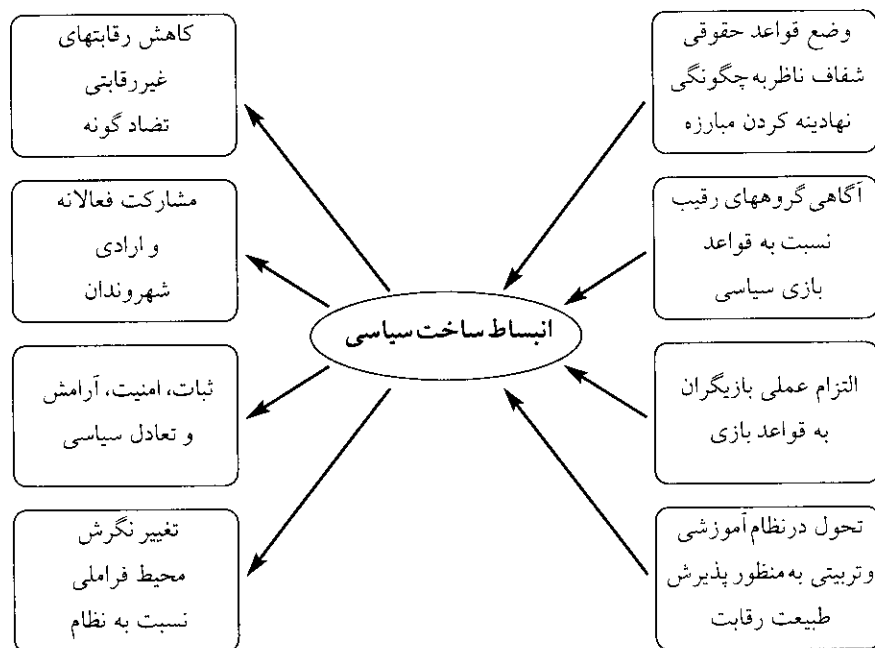 وضع قواعد حقوقی
شفاف ناظر به چگونگی
نهادینه کردن مبارزه
آگاهی گروههای رقیب
نسبت به قواعد
بازی سیاسی
التزام عملی بازیگران
به قواعد بازی
تحول در نظام آموزشی
و تربیتی به منظور پذیرش
طبیعت رقابت
انبساط ساخت سیاسی
کاهش رقابتهای
غیررقابتی
تضاد گونه
مشارکت فعالانه
و ارادی
شهروندان
ثبات، امنیت، آرامش
و تعادل سیاسی
تغییر نگرش
محیط فراملی
نسبت به نظام